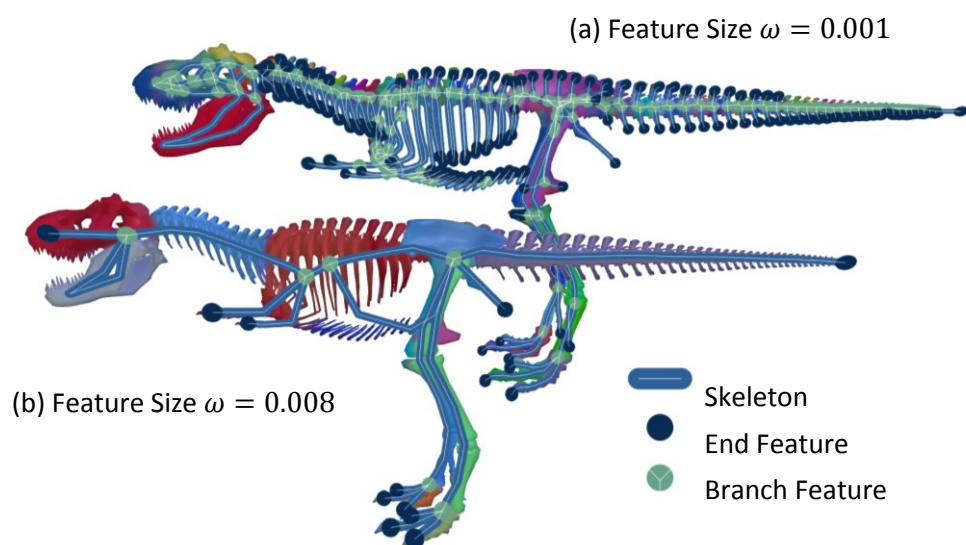 (a) Feature Size 𝜔 = 0.001
(b) Feature Size 𝜔 = 0.008
Skeleton
End Feature
Branch Feature